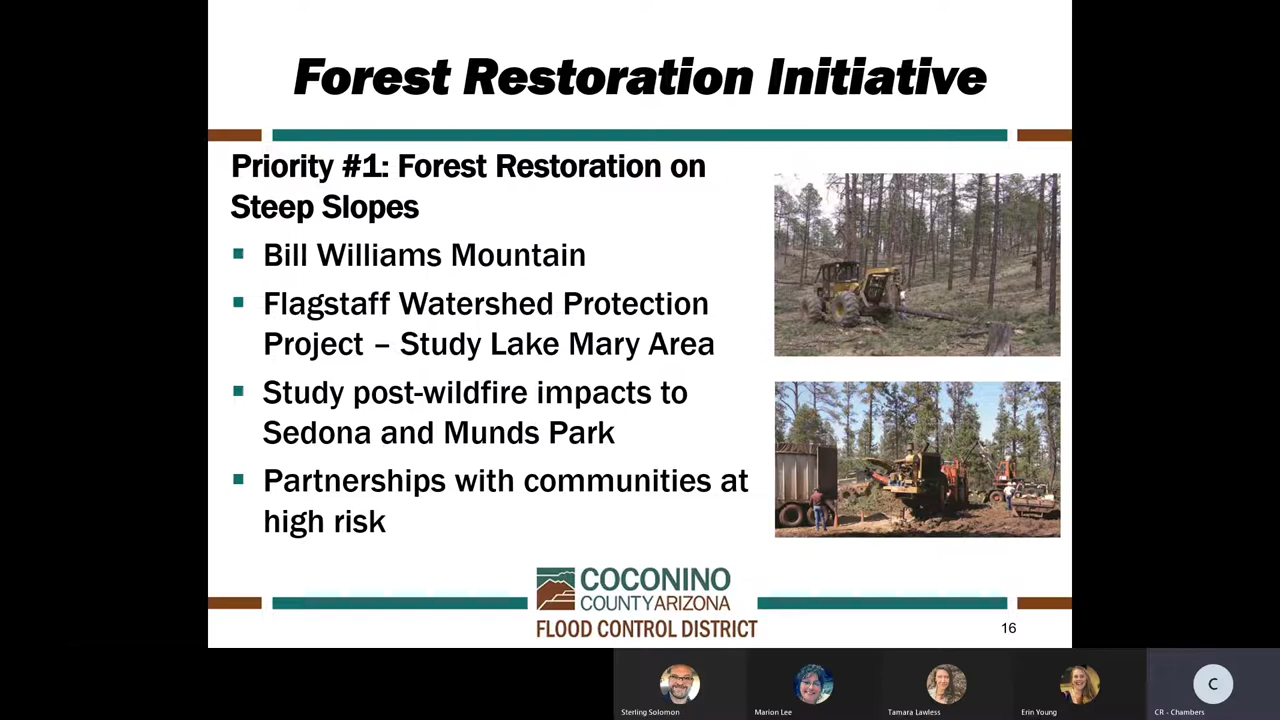 Forest Restoration Initiative
Priority #1: Forest Restoration on
Steep Slopes
Bill Williams Mountain
Flagstaff Watershed Protection
Project – Study Lake Mary Area
Study post-wildfire impacts to
Sedona and Munds Park
Partnerships with communities at
high risk
COCONINO
COUNTYARIZONA
FLOOD CONTROL DISTRICT
16
C
Sterling Solomon
Marion Lee
Tamara Lawless
Erin Young
CR - Chambers